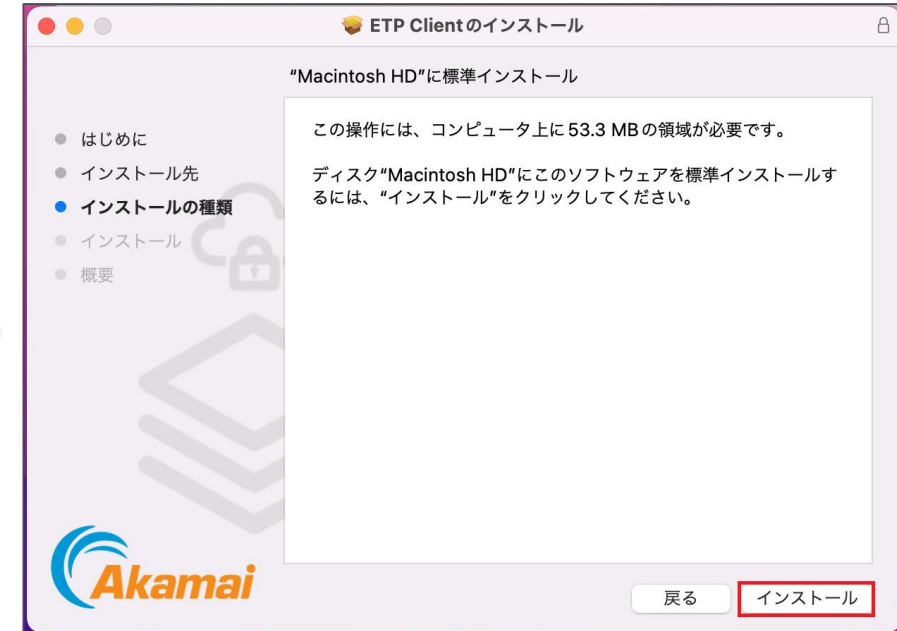 ETP Clientのインストール
“Macintosh HD”に標準インストール
はじめに
インストール先
インストールの種類
インストール
概要
この操作には、コンピュータ上に53.3 MBの領域が必要です。
ディスク“Macintosh HD”にこのソフトウェアを標準インストールす
るには、“インストール”をクリックしてください。
Akamai
戻る
インストール